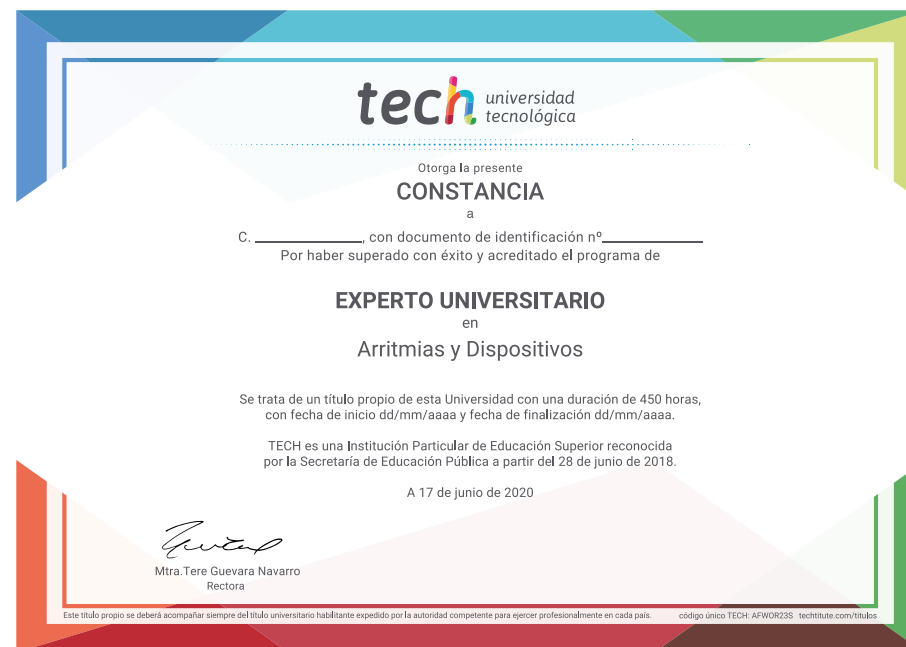 tech universidad
tecnológica
Otorga la presente
CONSTANCIA
a
C. ____________, con documento de identificación nº____________
Por haber superado con éxito y acreditado el programa de
EXPERTO UNIVERSITARIO
en
Arritmias y Dispositivos
Se trata de un título propio de esta Universidad con una duración de 450 horas,
con fecha de inicio dd/mm/aaaa y fecha de finalización dd/mm/aaaa.
TECH es una Institución Particular de Educación Superior reconocida
por la Secretaría de Educación Pública a partir del 28 de junio de 2018.
A 17 de junio de 2020
Mtra.Tere Guevara Navarro
Rectora
Este título propio se deberá acompañar siempre del título universitario habilitante expedido por la autoridad competente para ejercer profesionalmente en cada país. código único TECH: AFWOR23S techtitute.com/titulos